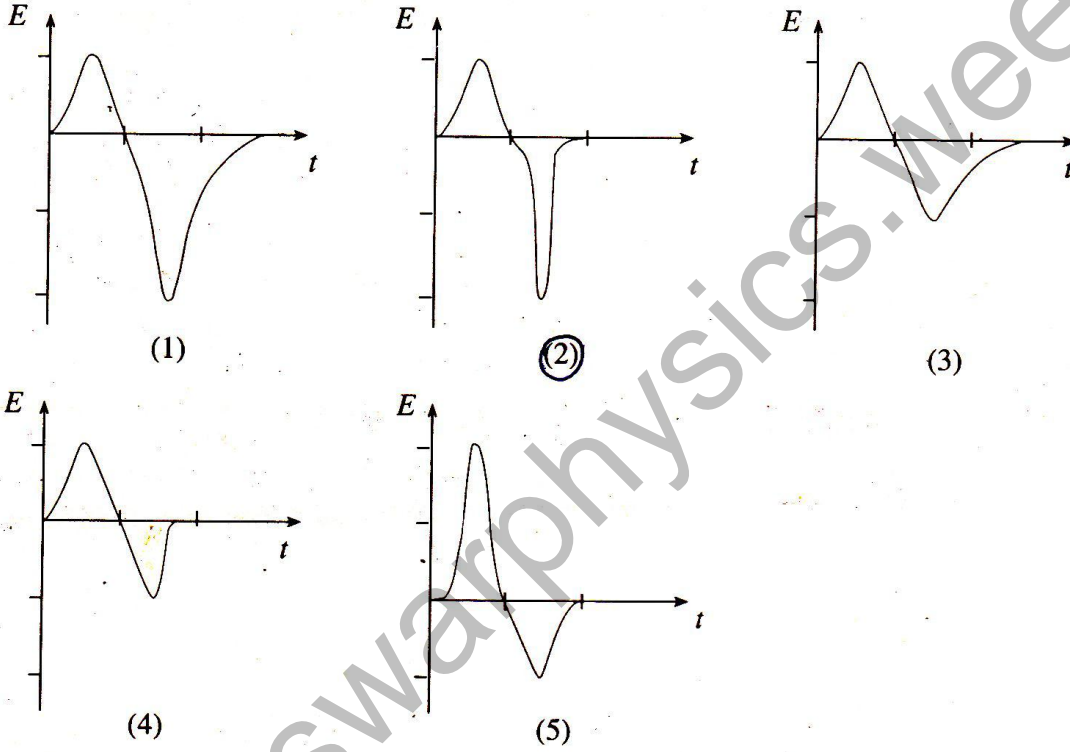 E E E
t t t
(1) (2) (3)
E E
t t
(4) (5)
swarphysics.wee